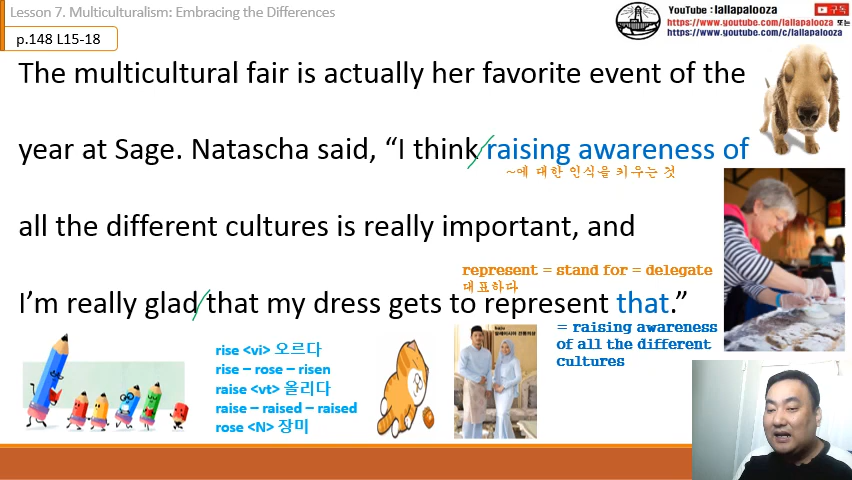 Lesson 7. Multiculturalism: Embracing the Differences
p.148 L15-18
YouTube : lallapalooza
구독
https://www.youtube.com/lallapalooza 또는
https://www.youtube.com/c/lallapalooza
The multicultural fair is actually her favorite event of the
year at Sage. Natascha said, “I think raising awareness of
~에 대한 인식을 키우는 것
all the different cultures is really important, and
represent = stand for = delegate
대표하다
I’m really glad that my dress gets to represent that.”
= raising awareness
of all the different
cultures
rise <vi> 오르다
rise – rose – risen
raise <vt> 올리다
raise – raised – raised
rose <N> 장미